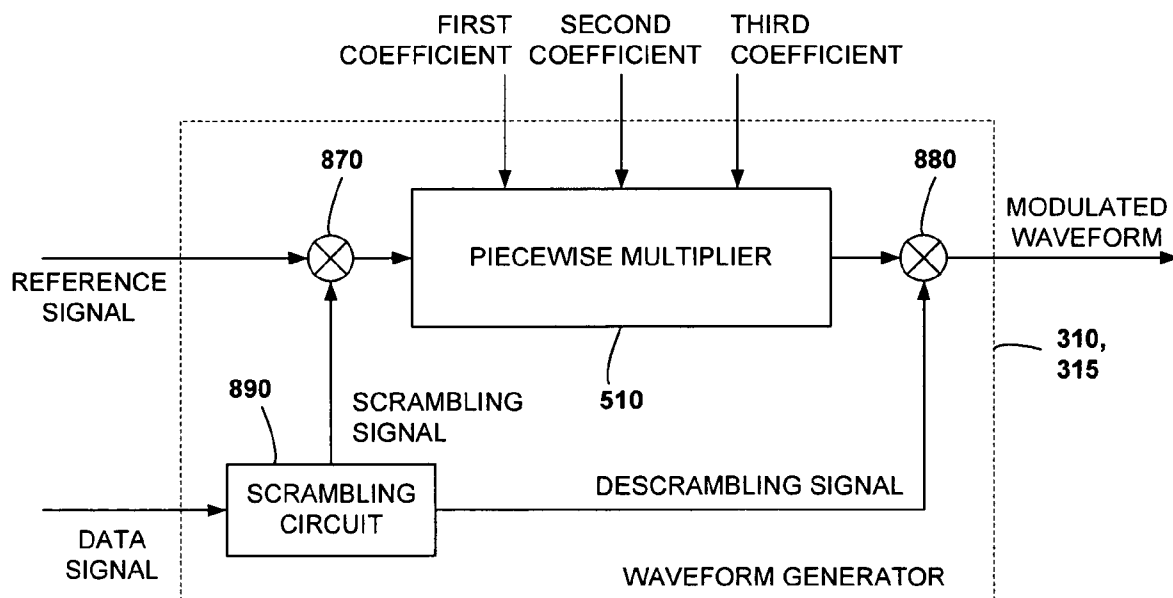 FIRST COEFFICIENT
SECOND COEFFICIENT
THIRD COEFFICIENT
870
880
MODULATED WAVEFORM
PIECEWISE MULTIPLIER
REFERENCE SIGNAL
310, 315
890
SCRAMBLING SIGNAL
510
SCRAMBLING CIRCUIT
DESCRAMBLING SIGNAL
DATA SIGNAL
WAVEFORM GENERATOR